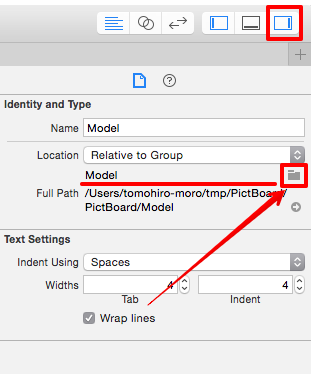 Identity and Type
Name Model
Location Relative to Group
Model
Full Path /Users/tomohiro-moro/tmp/PictBoard/
PictBoard/Model
Text Settings
Indent Using Spaces
Widths 4 4
Tab Indent
Wrap lines